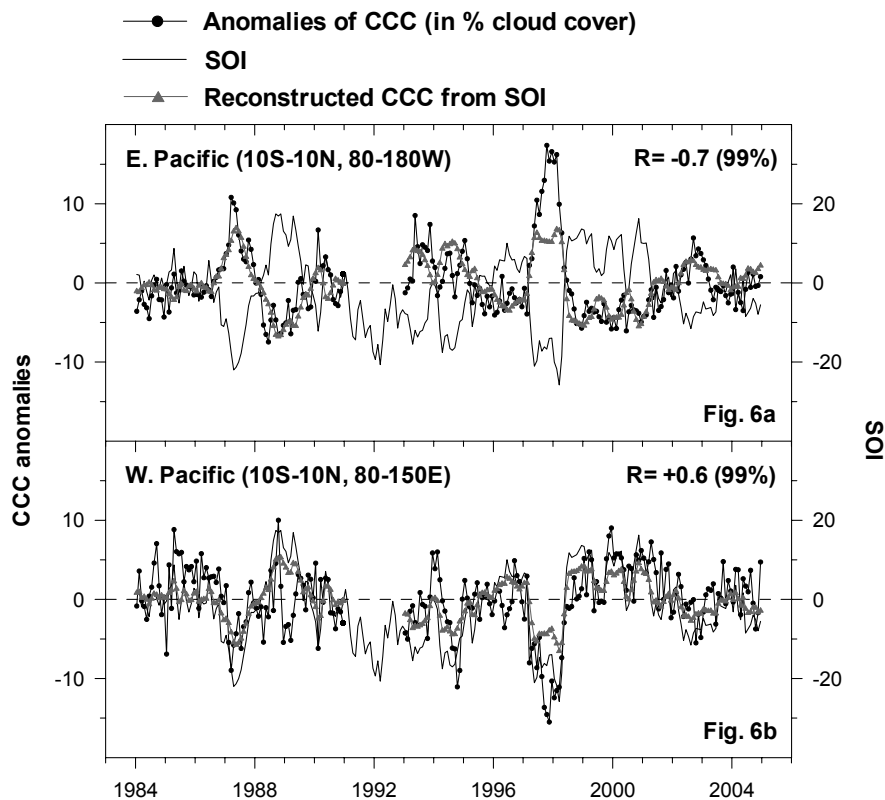 Anomalies of CCC (in % cloud cover)
SOI
Reconstructed CCC from SOI
E. Pacific (10S-10N, 80-180W)
R= -0.7 (99%)
10
0
-10
20
0
-20
Fig. 6a
CCC anomalies
SOI
W. Pacific (10S-10N, 80-150E)
R= +0.6 (99%)
10
0
-10
20
0
-20
Fig. 6b
1984
1988
1992
1996
2000
2004